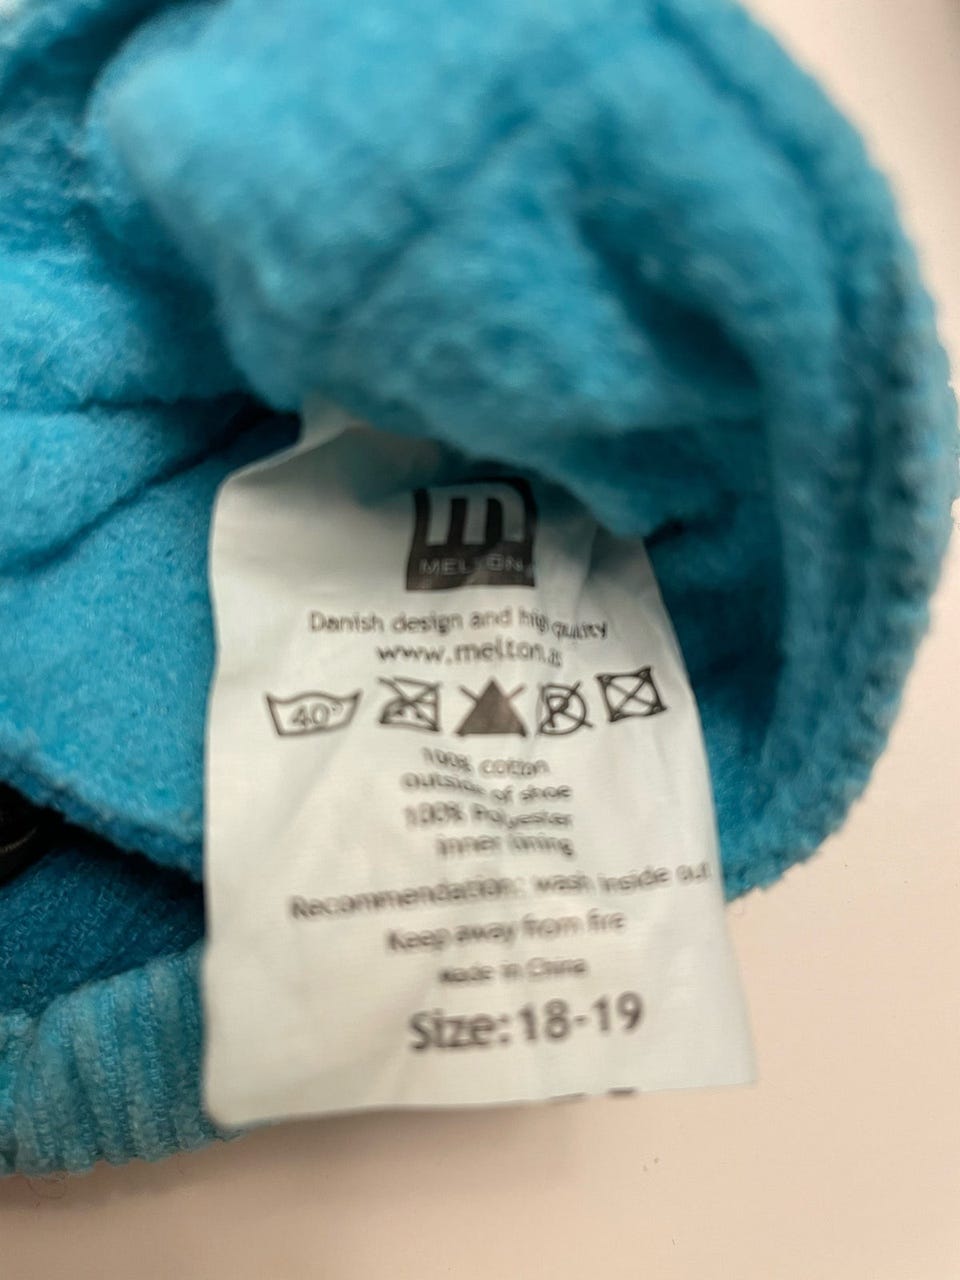 m
MELTON
Danish design and high quality
www.melton.
40°
100% cotton
outside of shoe
100% Polyester
inner lining
Recommendation: wash inside out
Keep away from fire
Made in China
Size: 18-19